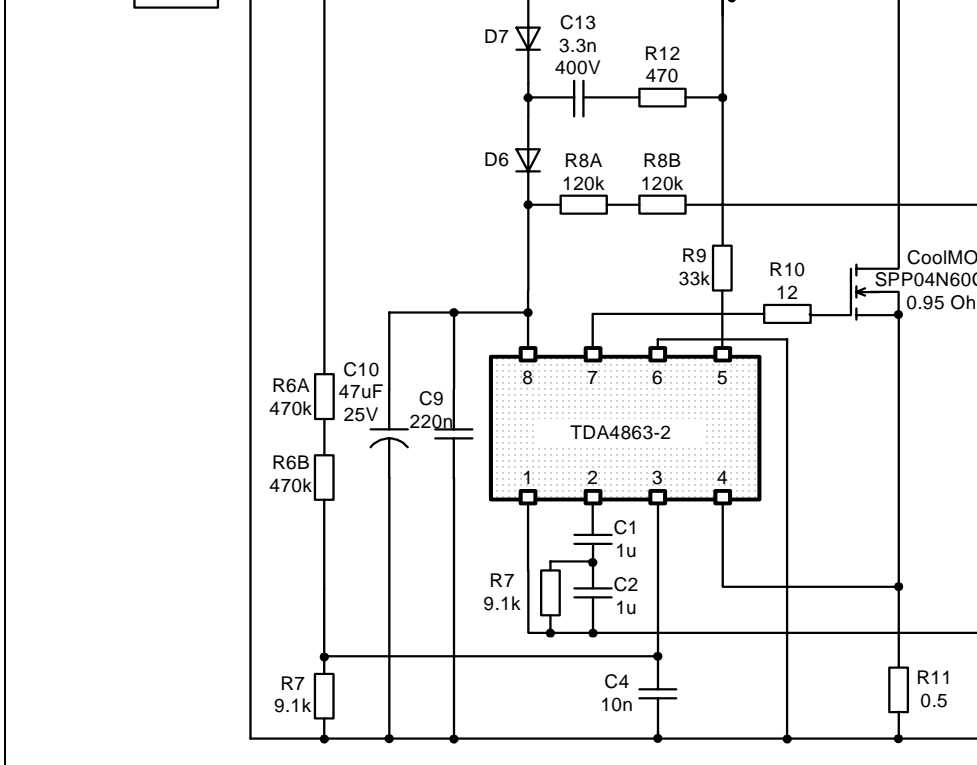 C13
3.3n
400V
D7
R12
470
D6
R8A
120k
R8B
120k
R9
33k
R10
12
CoolMO
SPP04N60C
0.95 Oh
8
7
6
5
C10
47uF
25V
R6A
470k
C9
220n
TDA4863-2
R6B
470k
1
2
3
4
C1
1u
R7
9.1k
C2
1u
R7
9.1k
C4
10n
R11
0.5